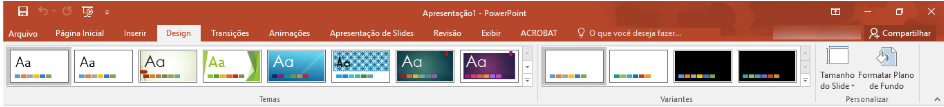 Apresentação1 - PowerPoint
Arquivo Página Inicial Inserir Design Transições Animações Apresentação de Slides Revisão Exibir ACROBAT O que você deseja fazer... Compartilhar
Aa Aa Aa Aa Aa Aa Aa Aa
Tamanho do Slide Formatar Plano de Fundo
Temas Variantes Personalizar